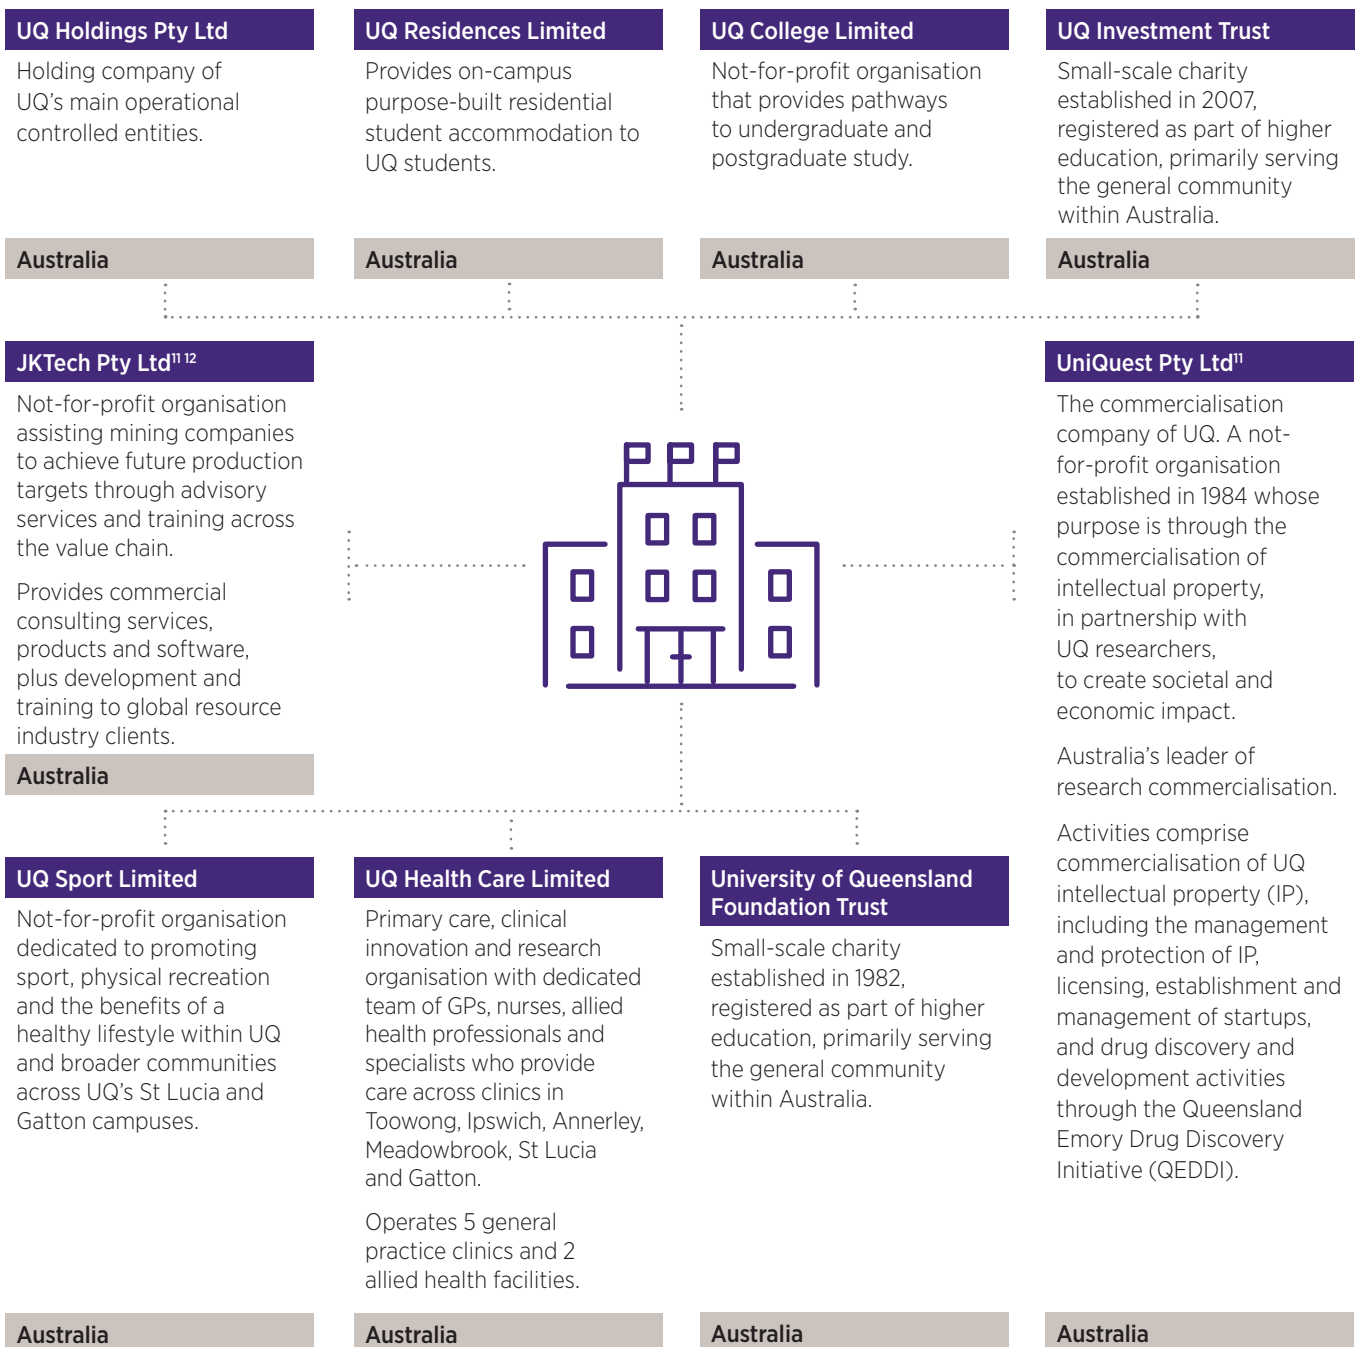 UQ Holdings Pty Ltd
Holding company of
UQ’s main operational
controlled entities.
Australia
UQ Residences Limited
Provides on-campus
purpose-built residential
student accommodation to
UQ students.
Australia
UQ College Limited
Not-for-profit organisation
that provides pathways
to undergraduate and
postgraduate study.
Australia
UQ Investment Trust
Small-scale charity
established in 2007,
registered as part of higher
education, primarily serving
the general community
within Australia.
Australia
JKTech Pty Ltd¹¹ ¹²
Not-for-profit organisation
assisting mining companies
to achieve future production
targets through advisory
services and training across
the value chain.
Provides commercial
consulting services,
products and software,
plus development and
training to global resource
industry clients.
Australia
UniQuest Pty Ltd¹¹
The commercialisation
company of UQ. A not-
for-profit organisation
established in 1984 whose
purpose is through the
commercialisation of
intellectual property,
in partnership with
UQ researchers,
to create societal and
economic impact.
Australia’s leader of
research commercialisation.
Activities comprise
commercialisation of UQ
intellectual property (IP),
including the management
and protection of IP,
licensing, establishment and
management of startups,
and drug discovery and
development activities
through the Queensland
Emory Drug Discovery
Initiative (QEDDI).
Australia
UQ Sport Limited
Not-for-profit organisation
dedicated to promoting
sport, physical recreation
and the benefits of a
healthy lifestyle within UQ
and broader communities
across UQ’s St Lucia and
Gatton campuses.
Australia
UQ Health Care Limited
Primary care, clinical
innovation and research
organisation with dedicated
team of GPs, nurses, allied
health professionals and
specialists who provide
care across clinics in
Toowong, Ipswich, Annerley,
Meadowbrook, St Lucia
and Gatton.
Operates 5 general
practice clinics and 2
allied health facilities.
Australia
University of Queensland
Foundation Trust
Small-scale charity
established in 1982,
registered as part of higher
education, primarily serving
the general community
within Australia.
Australia